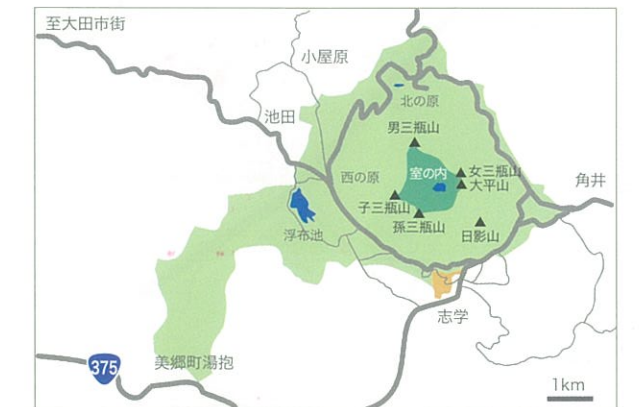 至大田市街
小屋原
北の原
池田
男三瓶山
室の内
女三瓶山
西の原
大平山
角井
子三瓶山
孫三瓶山
浮布池
日影山
志学
美郷町湯抱
375
1km